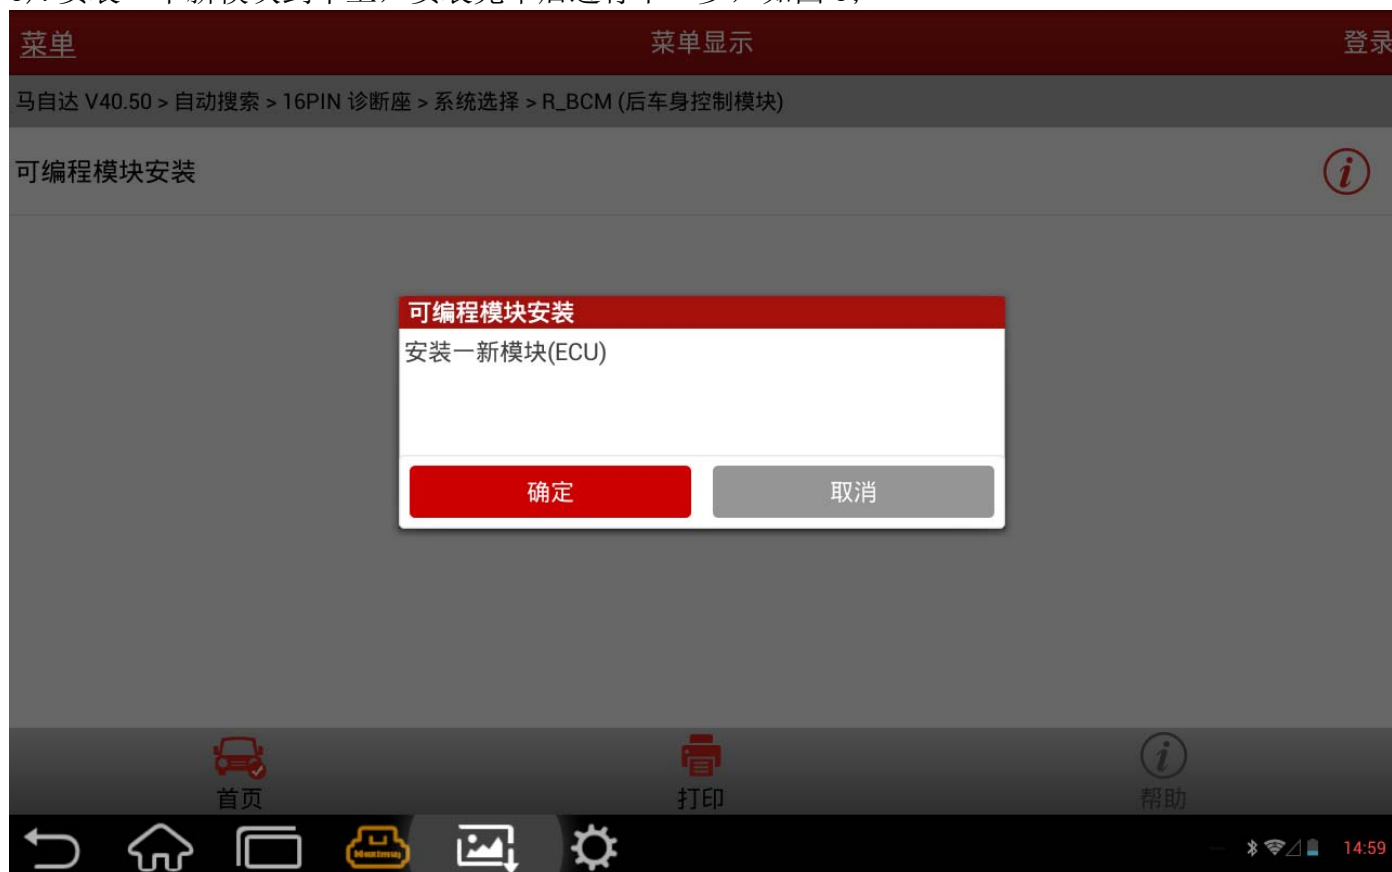 菜单
菜单显示
登录
马自达 V40.50 > 自动搜索 > 16PIN 诊断座 > 系统选择 > R_BCM (后车身控制模块)
可编程模块安装
可编程模块安装
安装一新模块(ECU)
确定
取消
首页
打印
帮助
Maximus
14:59